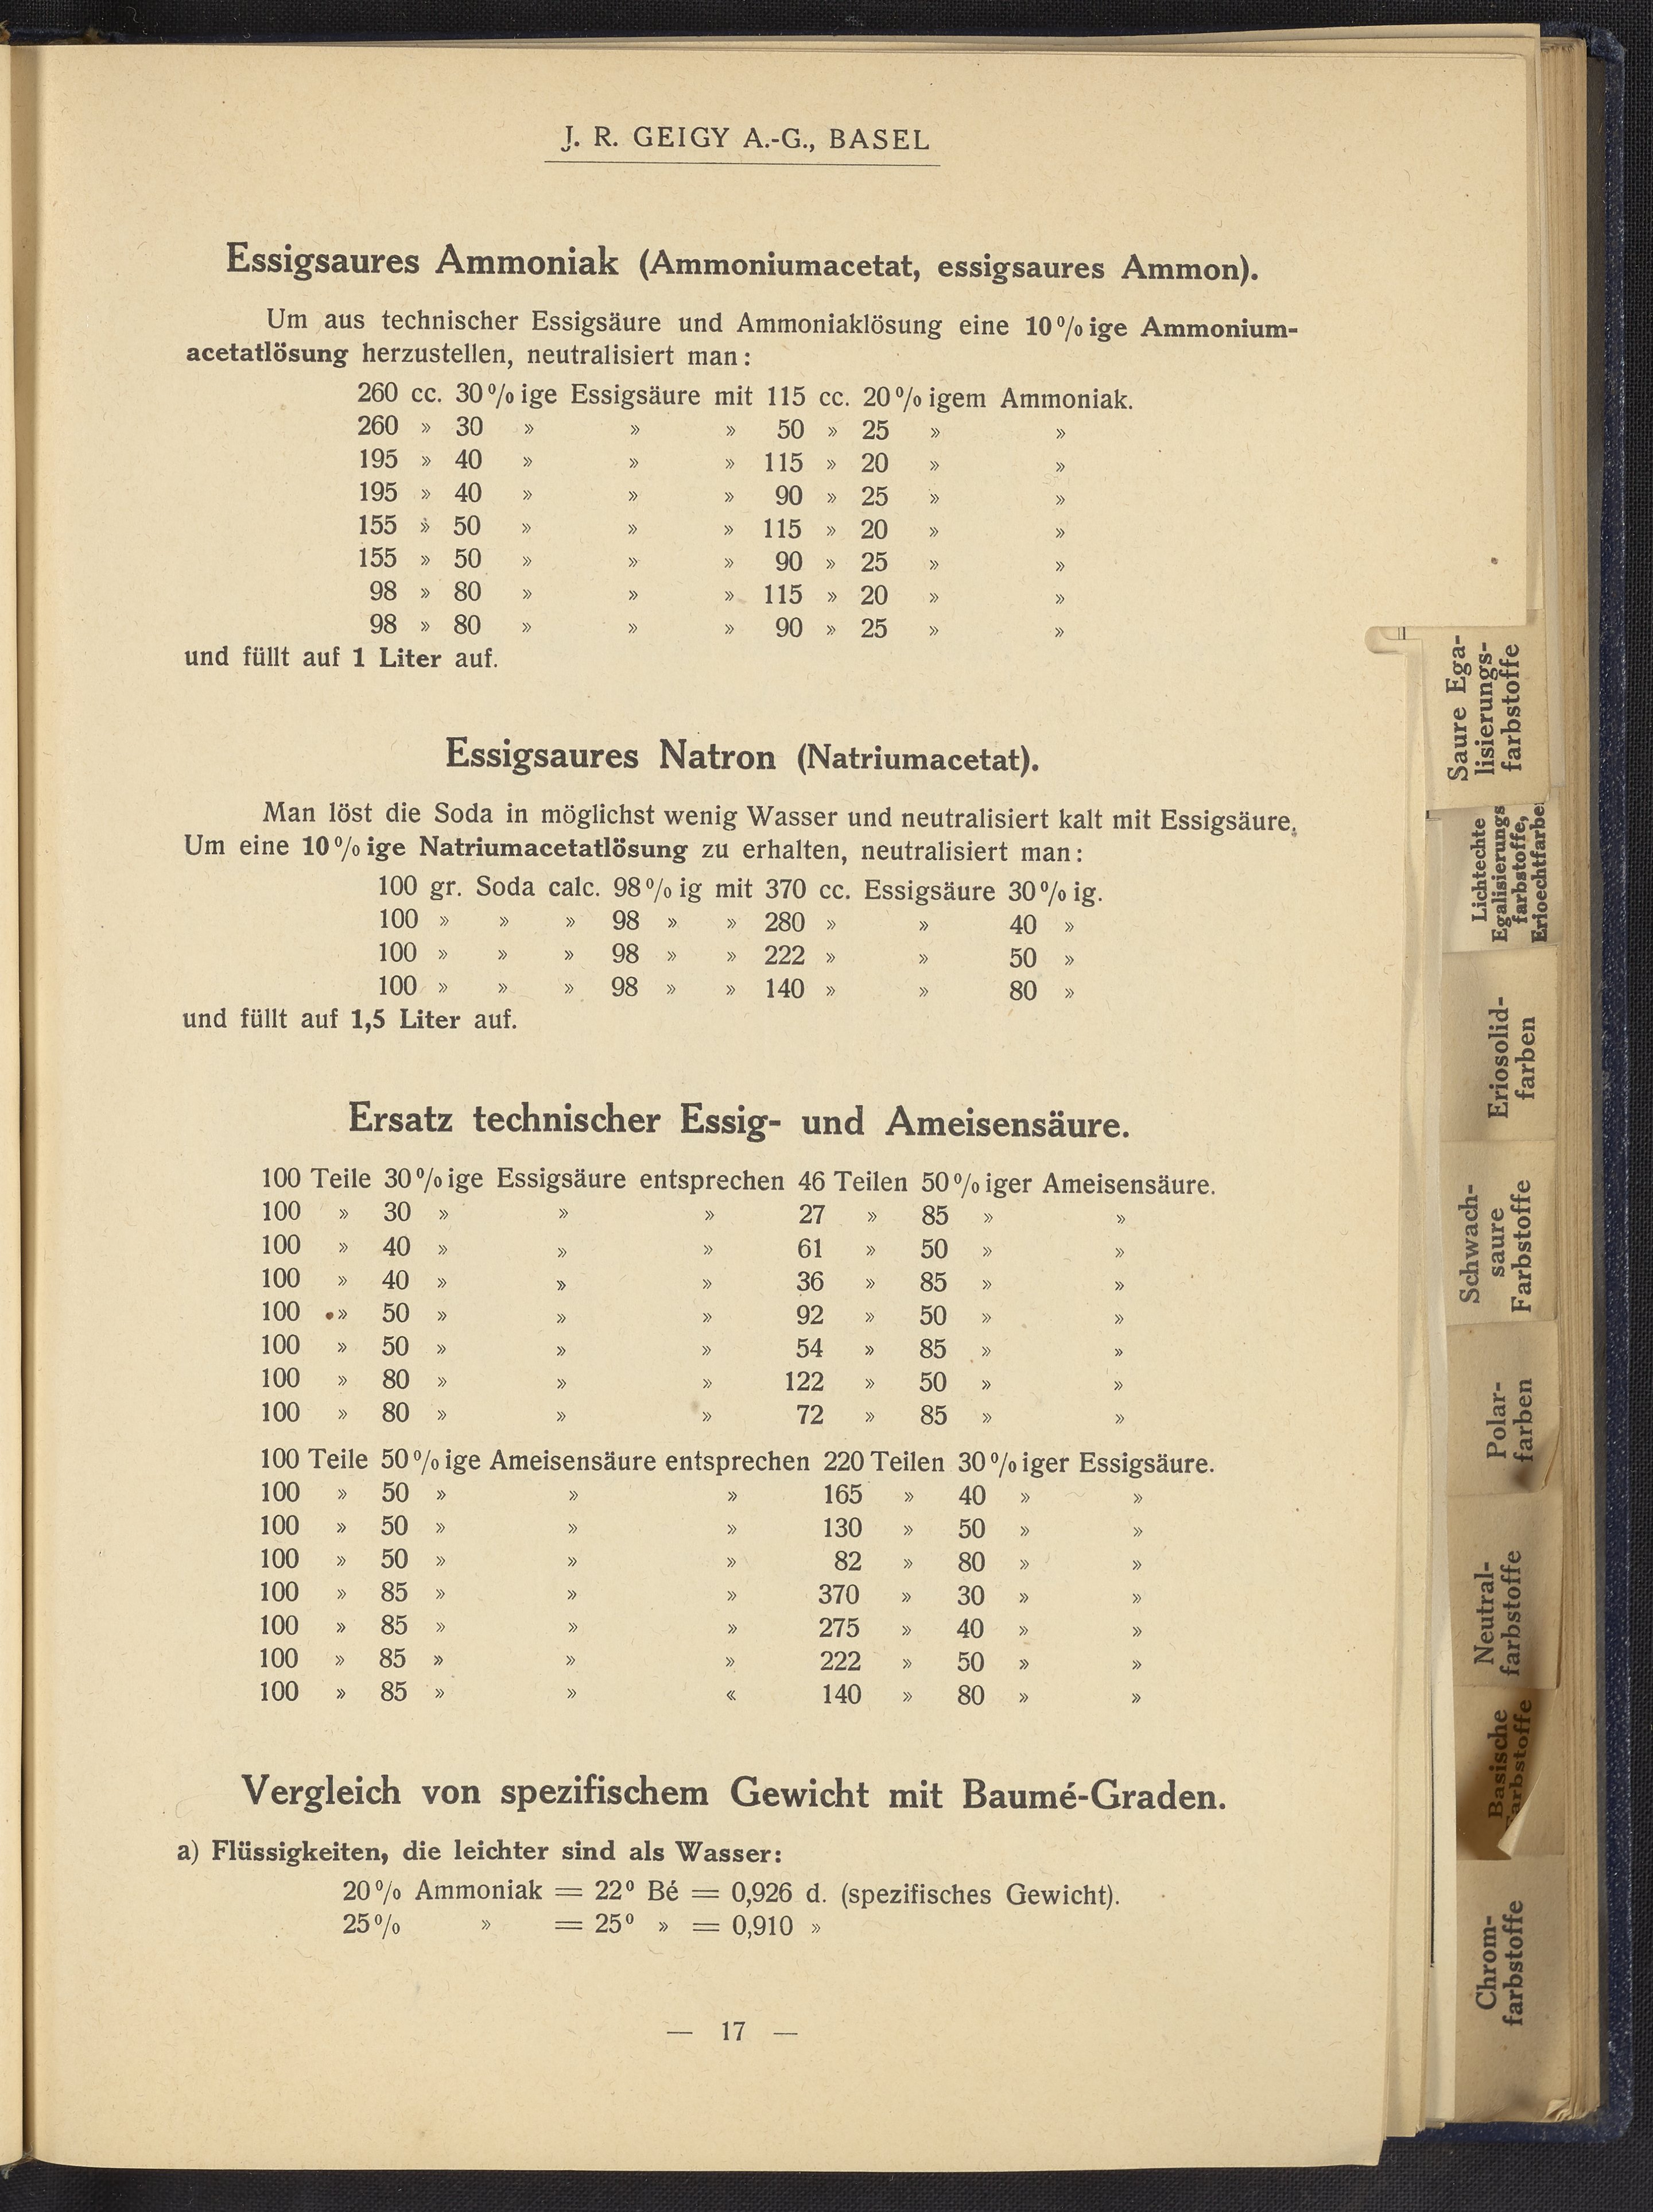 J. R. GEIGY A.-G., BASEL
Essigsaures Ammoniak (Ammoniumacetat, essigsaures Ammon).
Um aus technischer Essigsäure und Ammoniaklösung eine 10% ige Ammonium-
acetatlösung herzustellen, neutralisiert man:
260 cc. 30% ige Essigsäure mit 115 cc. 20% igem Ammoniak.
260 » 30 » » » 50 » 25 » »
195 » 40 » » » 115 » 20 » »
195 » 40 » » » 90 » 25 » »
155 » 50 » » » 115 » 20 » »
155 » 50 » » » 90 » 25 » »
98 » 80 » » » 115 » 20 » »
98 » 80 » » » 90 » 25 » »
und füllt auf 1 Liter auf.
Essigsaures Natron (Natriumacetat).
Man löst die Soda in möglichst wenig Wasser und neutralisiert kalt mit Essigsäure.
Um eine 10% ige Natriumacetatlösung zu erhalten, neutralisiert man:
100 gr. Soda calc. 98% ig mit 370 cc. Essigsäure 30% ig.
100 » » » 98 » » 280 » » 40 »
100 » » » 98 » » 222 » » 50 »
100 » » » 98 » » 140 » » 80 »
und füllt auf 1,5 Liter auf.
Ersatz technischer Essig- und Ameisensäure.
100 Teile 30% ige Essigsäure entsprechen 46 Teilen 50% iger Ameisensäure.
100 » 30 » » » 27 » 85 » »
100 » 40 » » » 61 » 50 » »
100 » 40 » » » 36 » 85 » »
100 » 50 » » » 92 » 50 » »
100 » 50 » » » 54 » 85 » »
100 » 80 » » » 122 » 50 » »
100 » 80 » » » 72 » 85 » »
100 Teile 50% ige Ameisensäure entsprechen 220 Teilen 30% iger Essigsäure.
100 » 50 » » » 165 » 40 » »
100 » 50 » » » 130 » 50 » »
100 » 50 » » » 82 » 80 » »
100 » 85 » » » 370 » 30 » »
100 » 85 » » » 275 » 40 » »
100 » 85 » » » 222 » 50 » »
100 » 85 » » « 140 » 80 » »
Vergleich von spezifischem Gewicht mit Baumé-Graden.
a) Flüssigkeiten, die leichter sind als Wasser:
20% Ammoniak = 22° Bé = 0,926 d. (spezifisches Gewicht).
25% » = 25° » = 0,910 »
— 17 —
Saure Ega-
lisierungs-
farbstoffe
Lichtechte
Egalisierungs
farbstoffe,
Erioechtfarbe
Eriosolid-
farben
Schwach-
saure
Farbstoffe
Polar-
farben
Neutral-
farbstoffe
Basische
Farbstoffe
Chrom-
farbstoffe